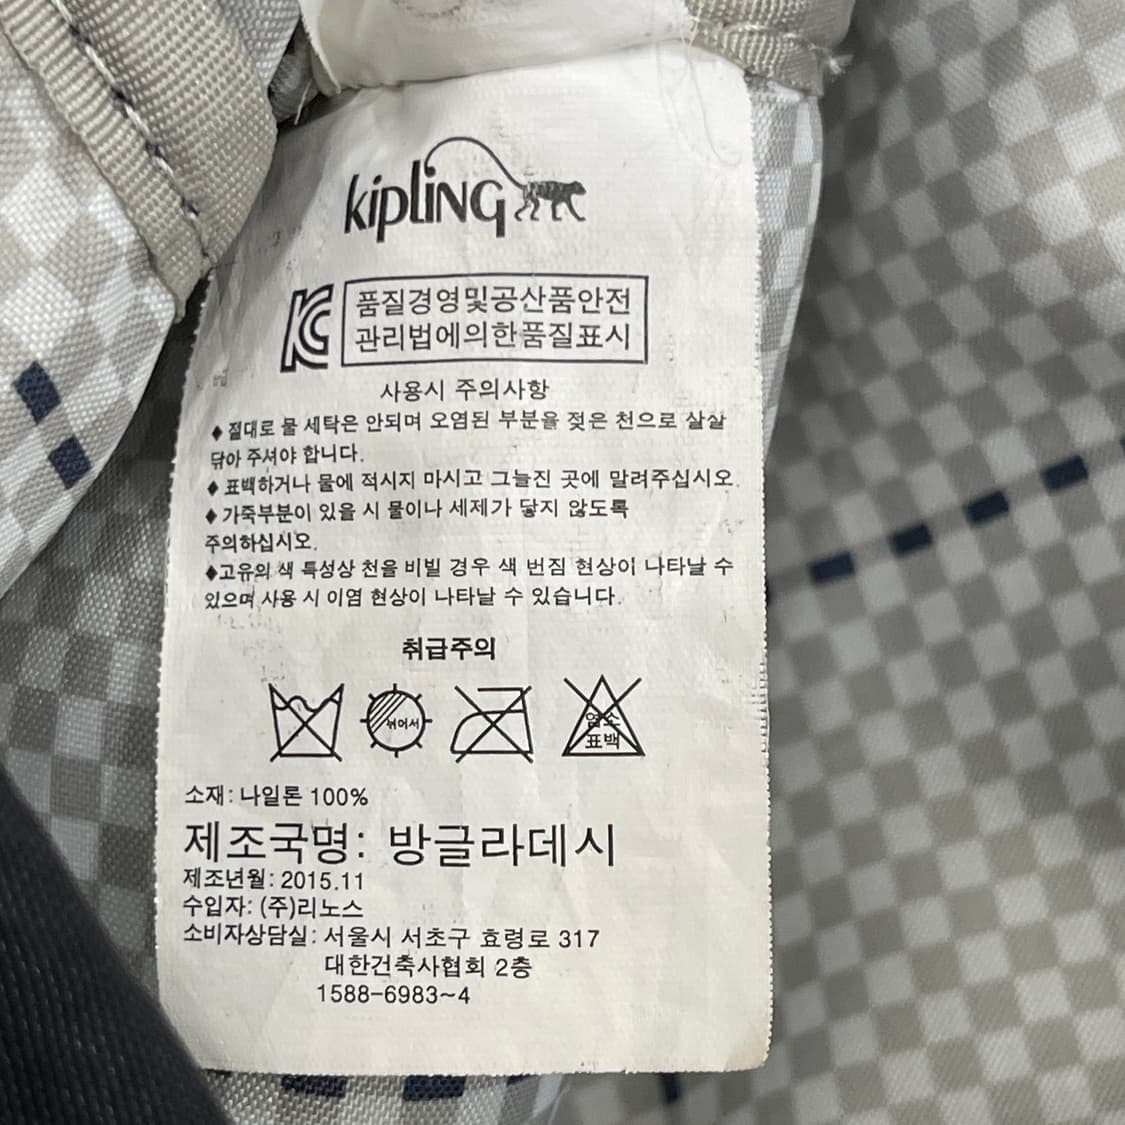 kipling
품질경영및공산품안전
관리법에의한품질표시
사용시 주의사항
♦ 절대로 물 세탁은 안되며 오염된 부분을 젖은 천으로 살살
닦아 주셔야 합니다.
♦ 표백하거나 물에 적시지 마시고 그늘진 곳에 말려주십시오.
♦ 가죽부분이 있을 시 물이나 세제가 닿지 않도록
주의하십시오.
♦고유의 색 특성상 천을 비빌 경우 색 번짐 현상이 나타날 수
있으며 사용 시 이염 현상이 나타날 수 있습니다.
취급주의
뉘어서
염소
표백
소재: 나일론 100%
제조국명: 방글라데시
제조년월: 2015.11
수입자: (주)리노스
소비자상담실: 서울시 서초구 효령로 317
대한건축사협회 2층
1588-6983~4